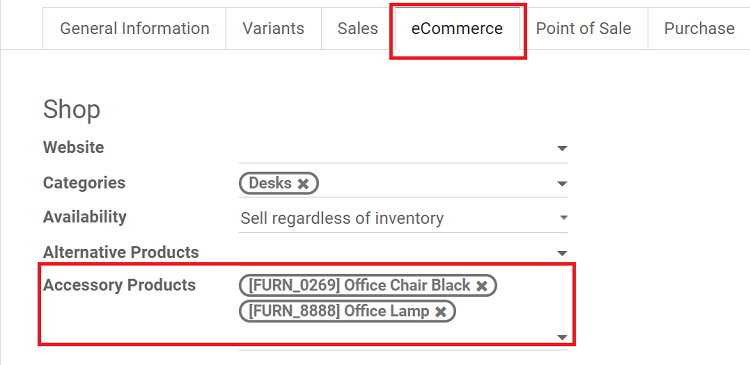 General Information Variants Sales eCommerce Point of Sale Purchase
Shop
Website
Categories Desks ✖
Availability Sell regardless of inventory
Alternative Products
Accessory Products [FURN_0269] Office Chair Black ✖
[FURN_8888] Office Lamp ✖